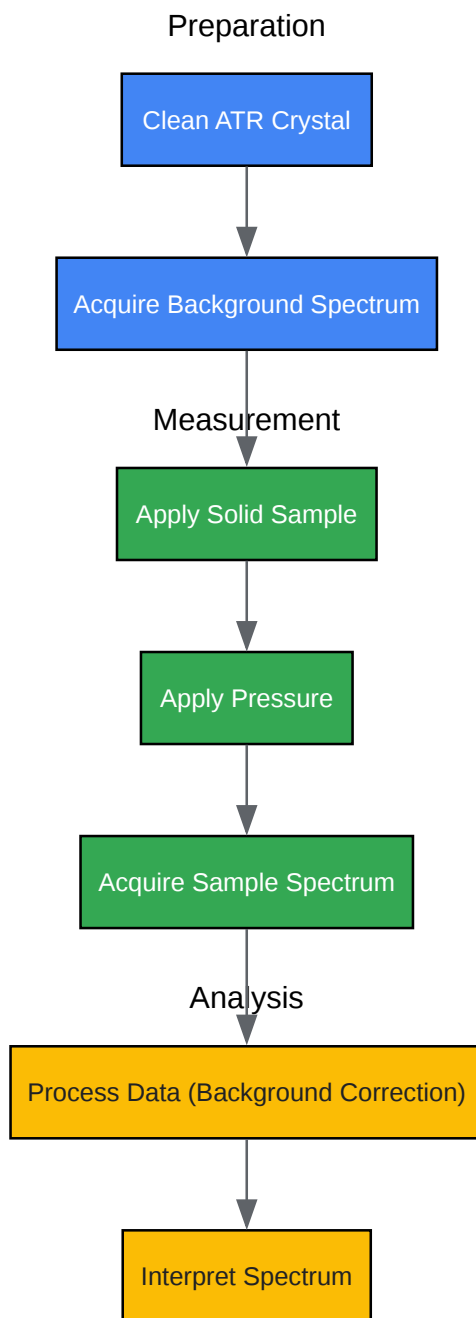 Preparation
Clean ATR Crystal
Acquire Background Spectrum
Measurement
Apply Solid Sample
Apply Pressure
Acquire Sample Spectrum
Analysis
Process Data (Background Correction)
Interpret Spectrum